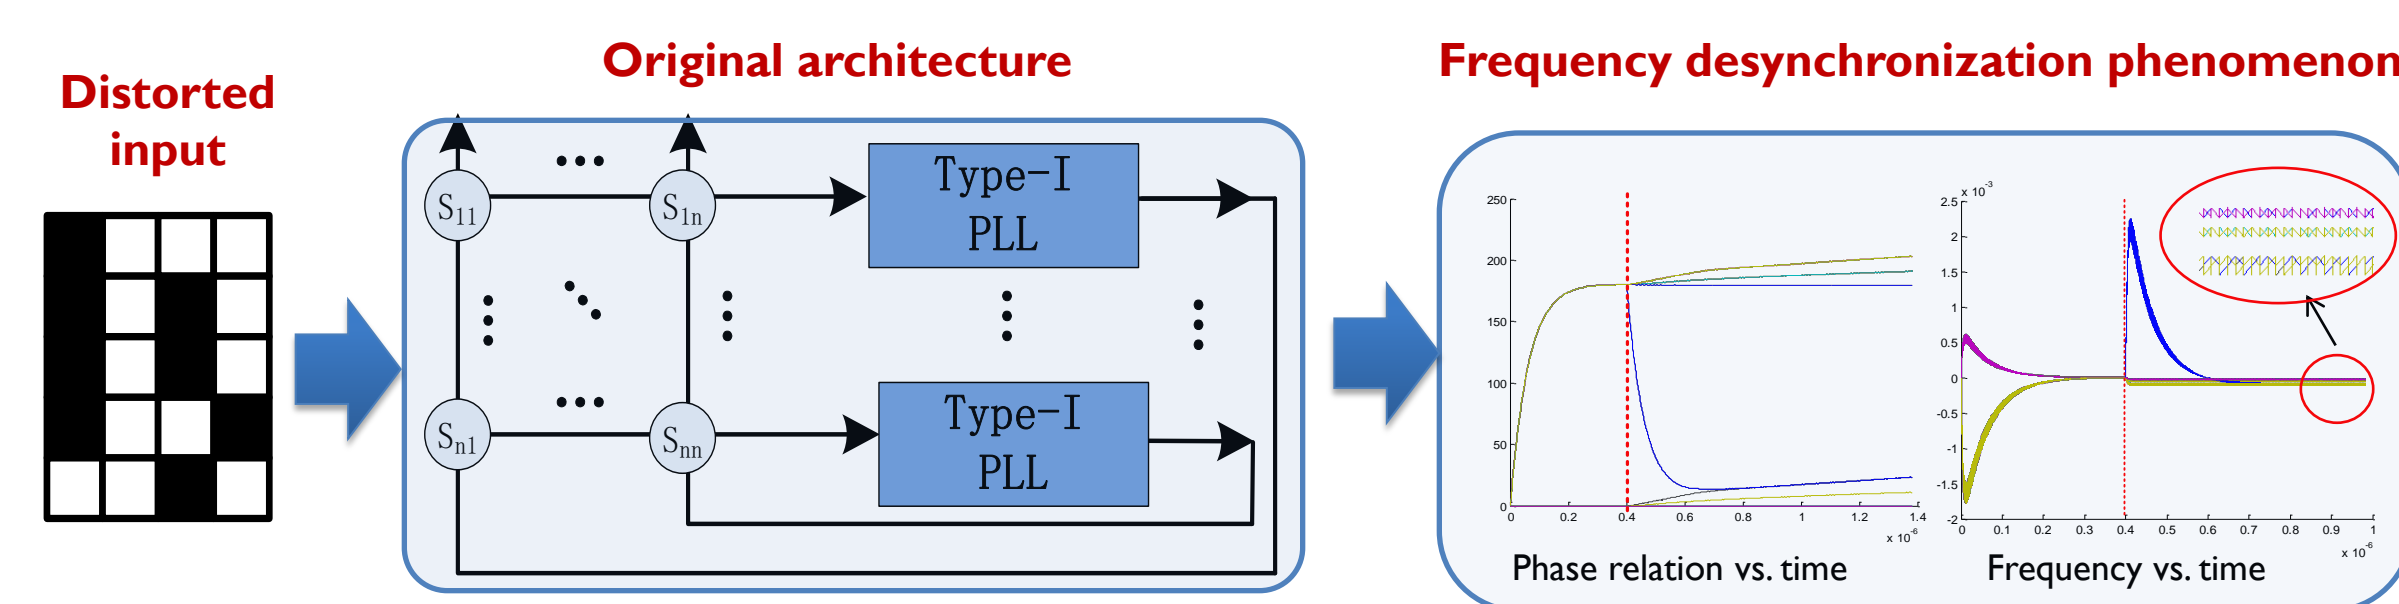 Distorted
input
Original architecture
Frequency desynchronization phenomenon
S11
S1n
Type-I
PLL
Sn1
Snn
Type-I
PLL
250
200
150
100
50
0
0 0.2 0.4 0.6 0.8 1 1.2 1.4
x 10-6
Phase relation vs. time
x 10-3
2.5
2
1.5
1
0.5
0
-0.5
-1
-1.5
-2
0 0.1 0.2 0.3 0.4 0.5 0.6 0.7 0.8 0.9 1
x 10-6
Frequency vs. time